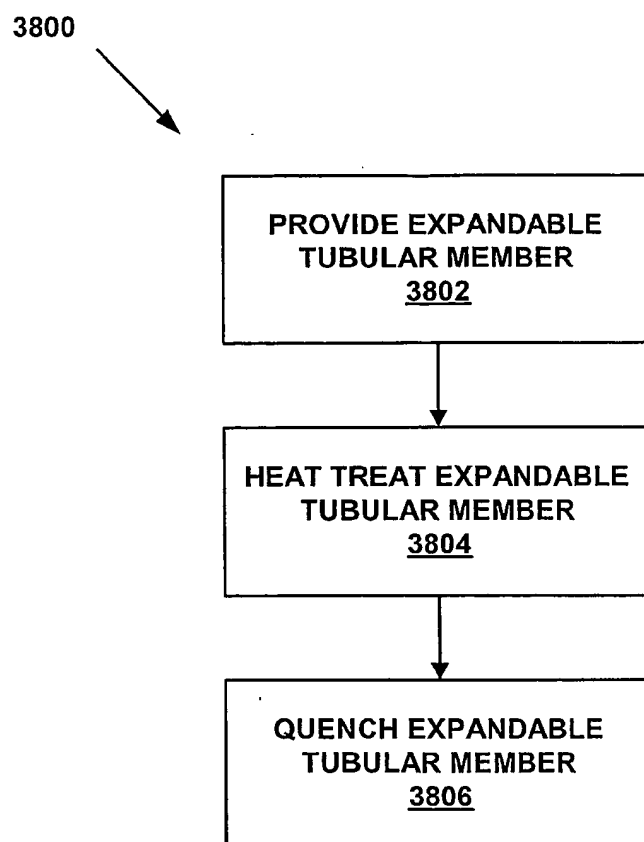 3800
PROVIDE EXPANDABLE
TUBULAR MEMBER
3802
HEAT TREAT EXPANDABLE
TUBULAR MEMBER
3804
QUENCH EXPANDABLE
TUBULAR MEMBER
3806